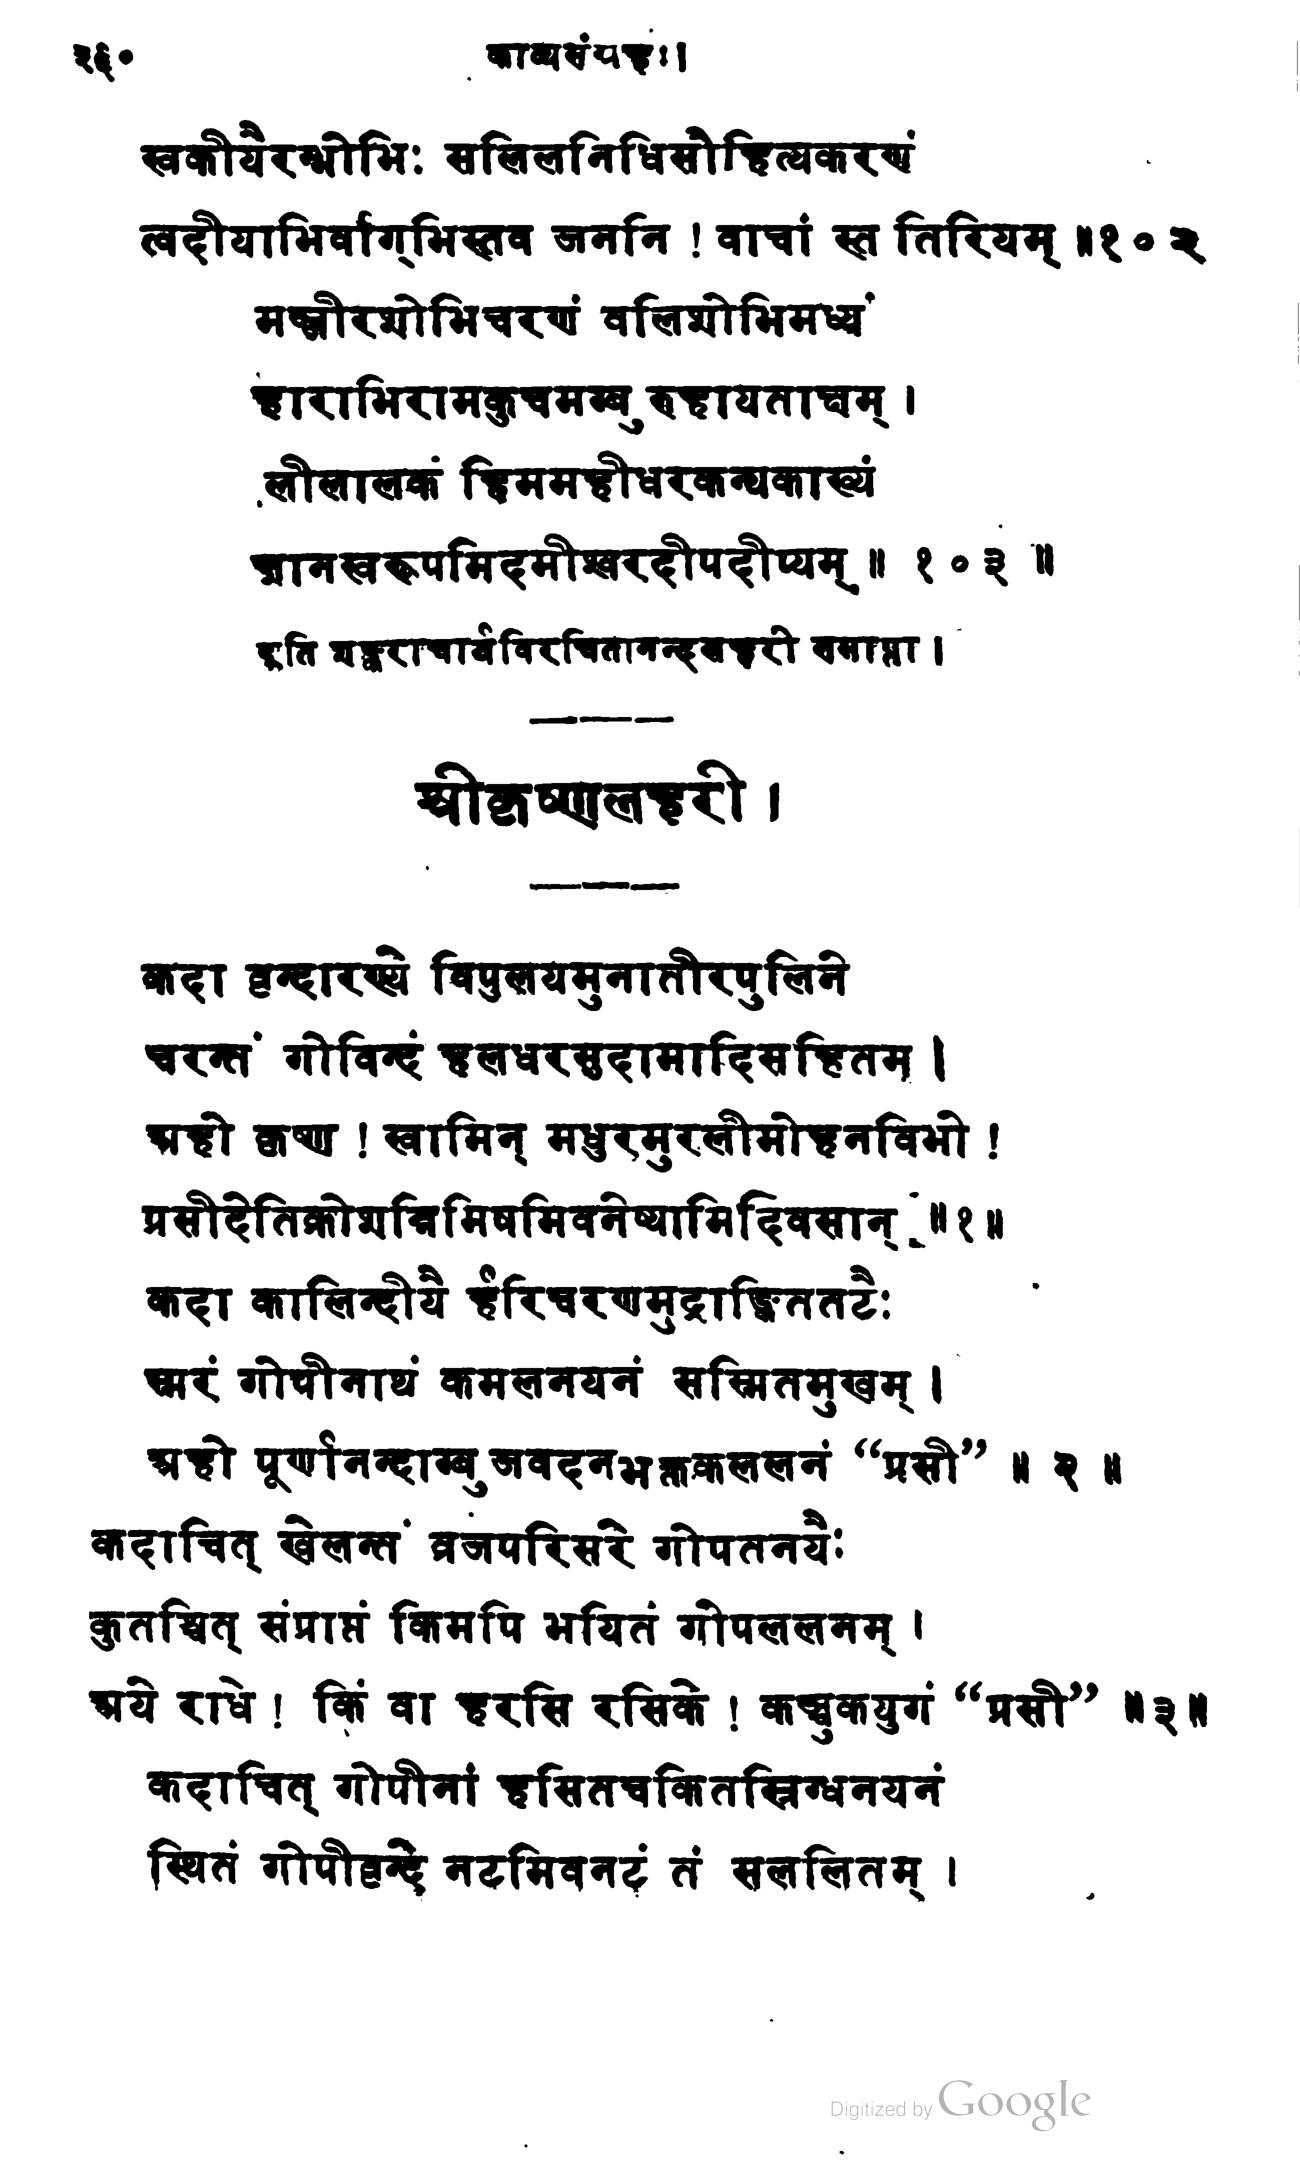 २६० काव्यसंग्रहः।
स्वकीयैरम्भोभिः सलिलनिधिसौहित्यकरणं
त्वदीयाभिर्वाग्‌भिस्तव जननि ! वाचां स्तुतिरियम् ॥१०२
मञ्जीरशोभिचरणं वलिशोभिमध्यं
हाराभिरामकुचमम्बुरुहायताक्षम् ।
लीलालकं हिममहीधरकन्यकाख्यं
ज्ञानस्वरूपमिदमीश्वरदीपदीप्यम् ॥ १०३ ॥
इति शङ्कराचार्यविरचितानन्दलहरी समाप्ता ।
श्रीकृष्णलहरी ।
कदा वृन्दारण्ये विपुलयमुनातीरपुलिने
चरन्तं गोविन्दं हलधरसुदामादिसहितम् ।
अहो कृष्ण ! स्वामिन् मधुरमुरलीमोहनविभो !
प्रसीदेतिक्रोशन्निमिषमिवनेष्यामिदिवसान् ॥१॥
कदा कालिन्दीयै र्हरिचरणमुद्राङ्किततटैः
स्मरं गोपीनाथं कमलनयनं सस्मितमुखम् ।
अहो पूर्णानन्दाम्बुजवदनभक्तकललनं “प्रसी” ॥ २ ॥
कदाचित् खेलन्तं व्रजपरिसरे गोपतनयैः
कुतश्चित् संप्राप्तं किमपि भयितं गोपललनम् ।
अये राधे ! किं वा हरसि रसिके ! कञ्चुकयुगं “प्रसी” ॥३॥
कदाचित् गोपीनां हसितचकितस्निग्धनयनं
स्थितं गोपीवृन्दे नटमिवनटं तं सललितम् ।
Digitized by Google